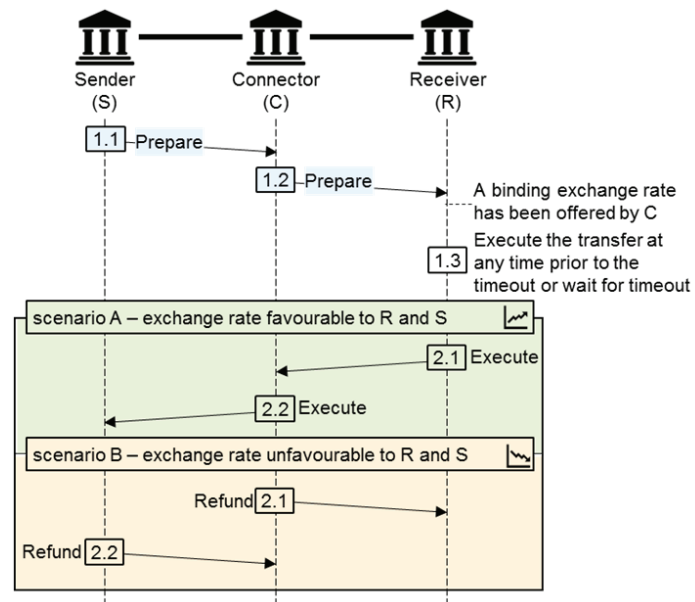 Sender
(S)
Connector
(C)
Receiver
(R)
1.1 Prepare
1.2 Prepare
A binding exchange rate
has been offered by C
1.3
Execute the transfer at
any time prior to the
timeout or wait for timeout
scenario A – exchange rate favourable to R and S
2.1 Execute
2.2 Execute
scenario B – exchange rate unfavourable to R and S
Refund 2.1
Refund 2.2